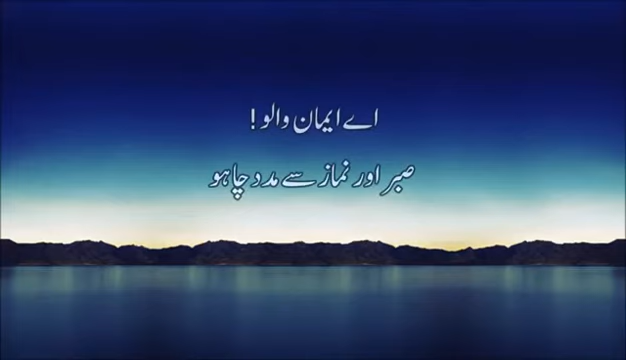 اے ایمان والو!
صبر اور نماز سے مدد چاہو